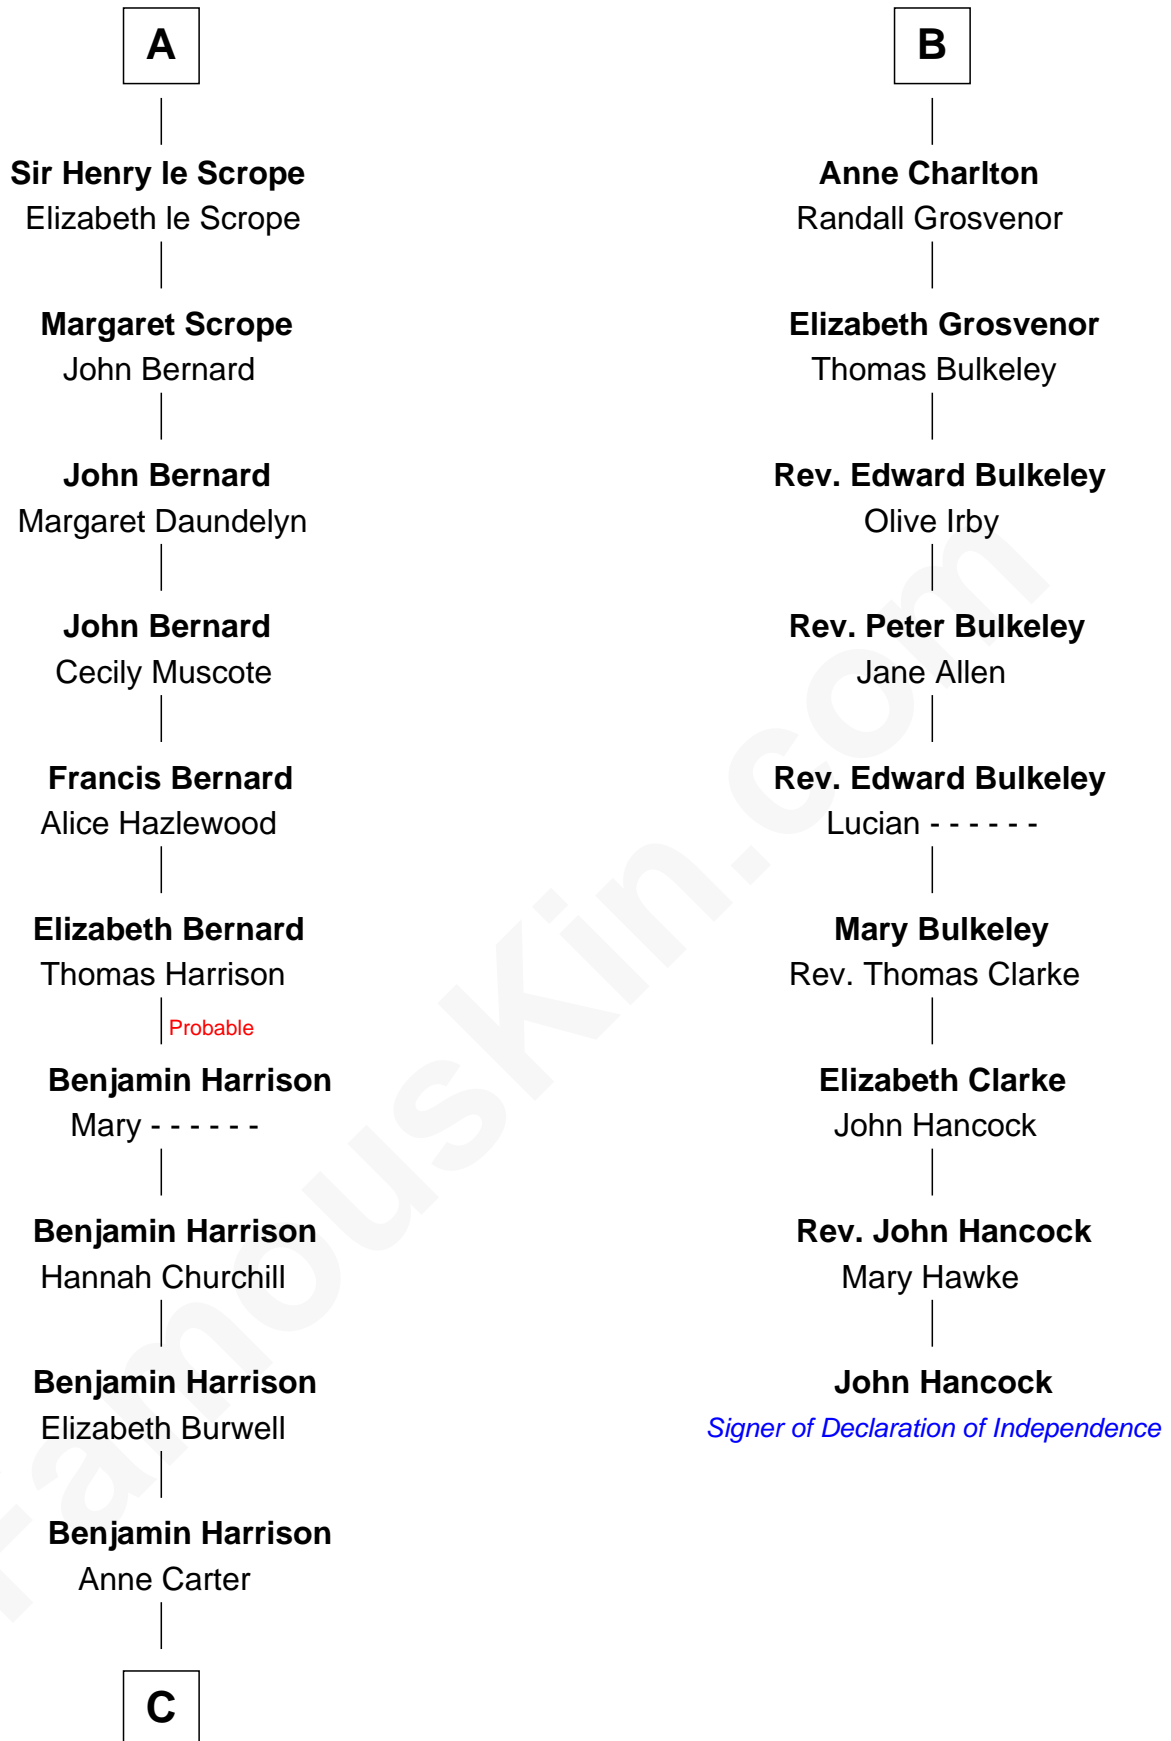 A
Sir Henry le Scrope
Elizabeth le Scrope
Margaret Scrope
John Bernard
John Bernard
Margaret Daundelyn
John Bernard
Cecily Muscote
Francis Bernard
Alice Hazlewood
Elizabeth Bernard
Thomas Harrison
Probable
Benjamin Harrison
Mary - - - - - -
Benjamin Harrison
Hannah Churchill
Benjamin Harrison
Elizabeth Burwell
Benjamin Harrison
Anne Carter
C
B
Anne Charlton
Randall Grosvenor
Elizabeth Grosvenor
Thomas Bulkeley
Rev. Edward Bulkeley
Olive Irby
Rev. Peter Bulkeley
Jane Allen
Rev. Edward Bulkeley
Lucian - - - - - -
Mary Bulkeley
Rev. Thomas Clarke
Elizabeth Clarke
John Hancock
Rev. John Hancock
Mary Hawke
John Hancock
Signer of Declaration of Independence
FamousKin.com